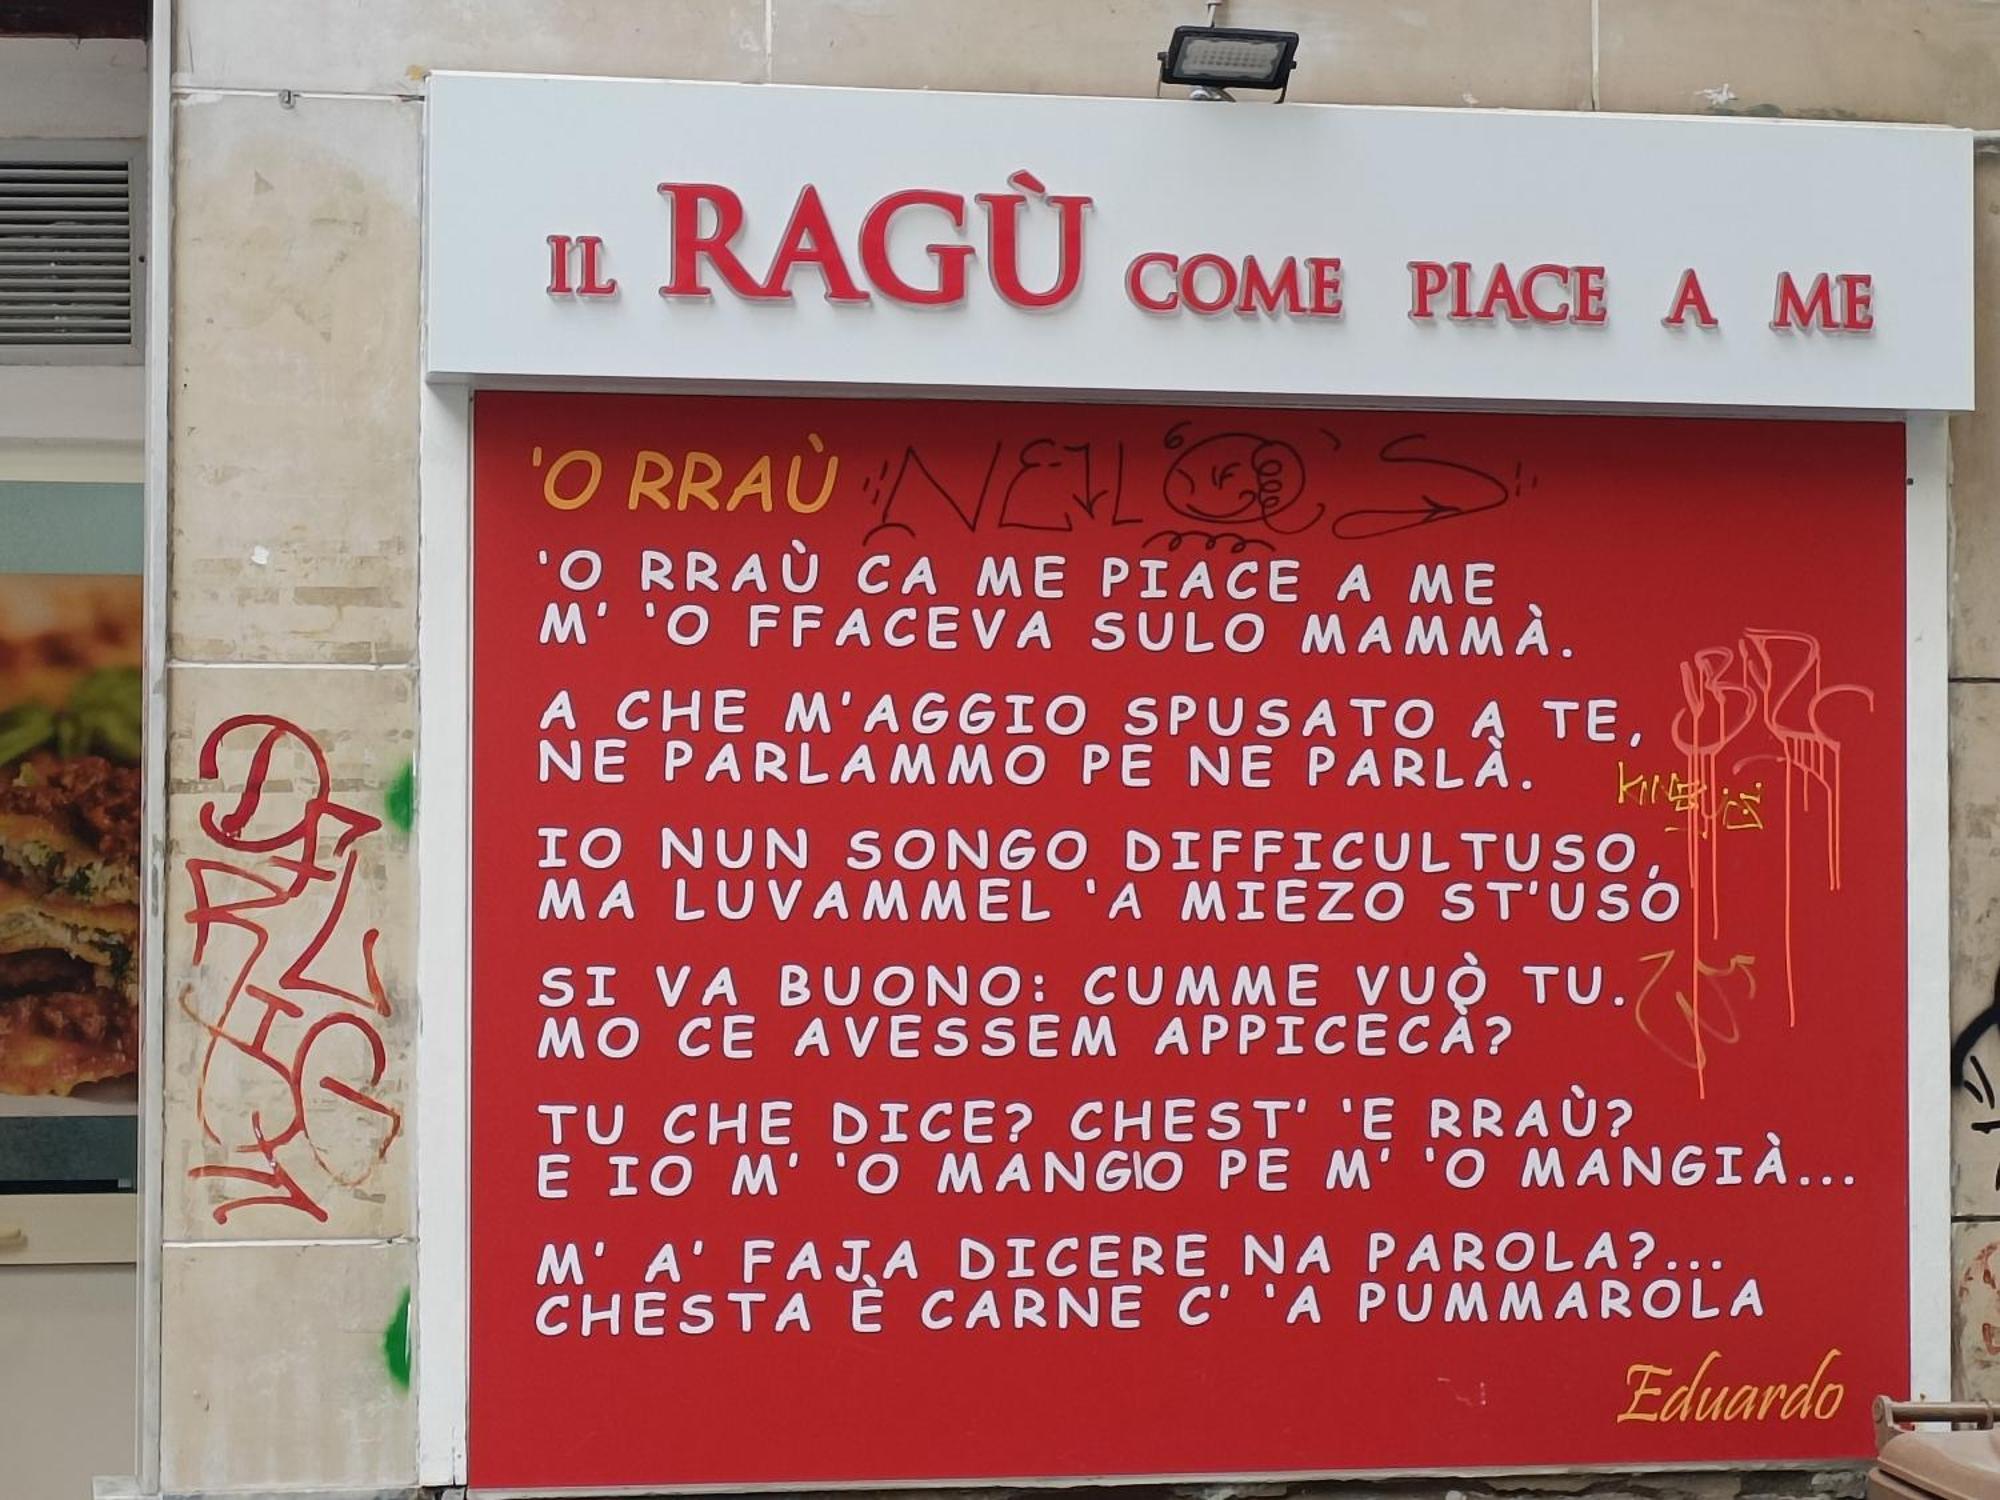 IL RAGÙ COME PIACE A ME
'O RRAÙ
'O RRAÙ CA ME PIACE A ME
M' 'O FFACEVA SULO MAMMÀ.
A CHE M'AGGIO SPUSATO A TE,
NE PARLAMMO PE NE PARLÀ.
IO NUN SONGO DIFFICULTUSO,
MA LUVAMMEL 'A MIEZO ST'USO
SI VA BUONO: CUMME VUÒ TU.
MO CE AVESSEM APPICECÀ?
TU CHE DICE? CHEST' 'E RRAÙ?
E IO M' 'O MANGIO PE M' 'O MANGIÀ...
M' A' FAJA DICERE NA PAROLA?...
CHESTA È CARNE C' 'A PUMMAROLA
Eduardo